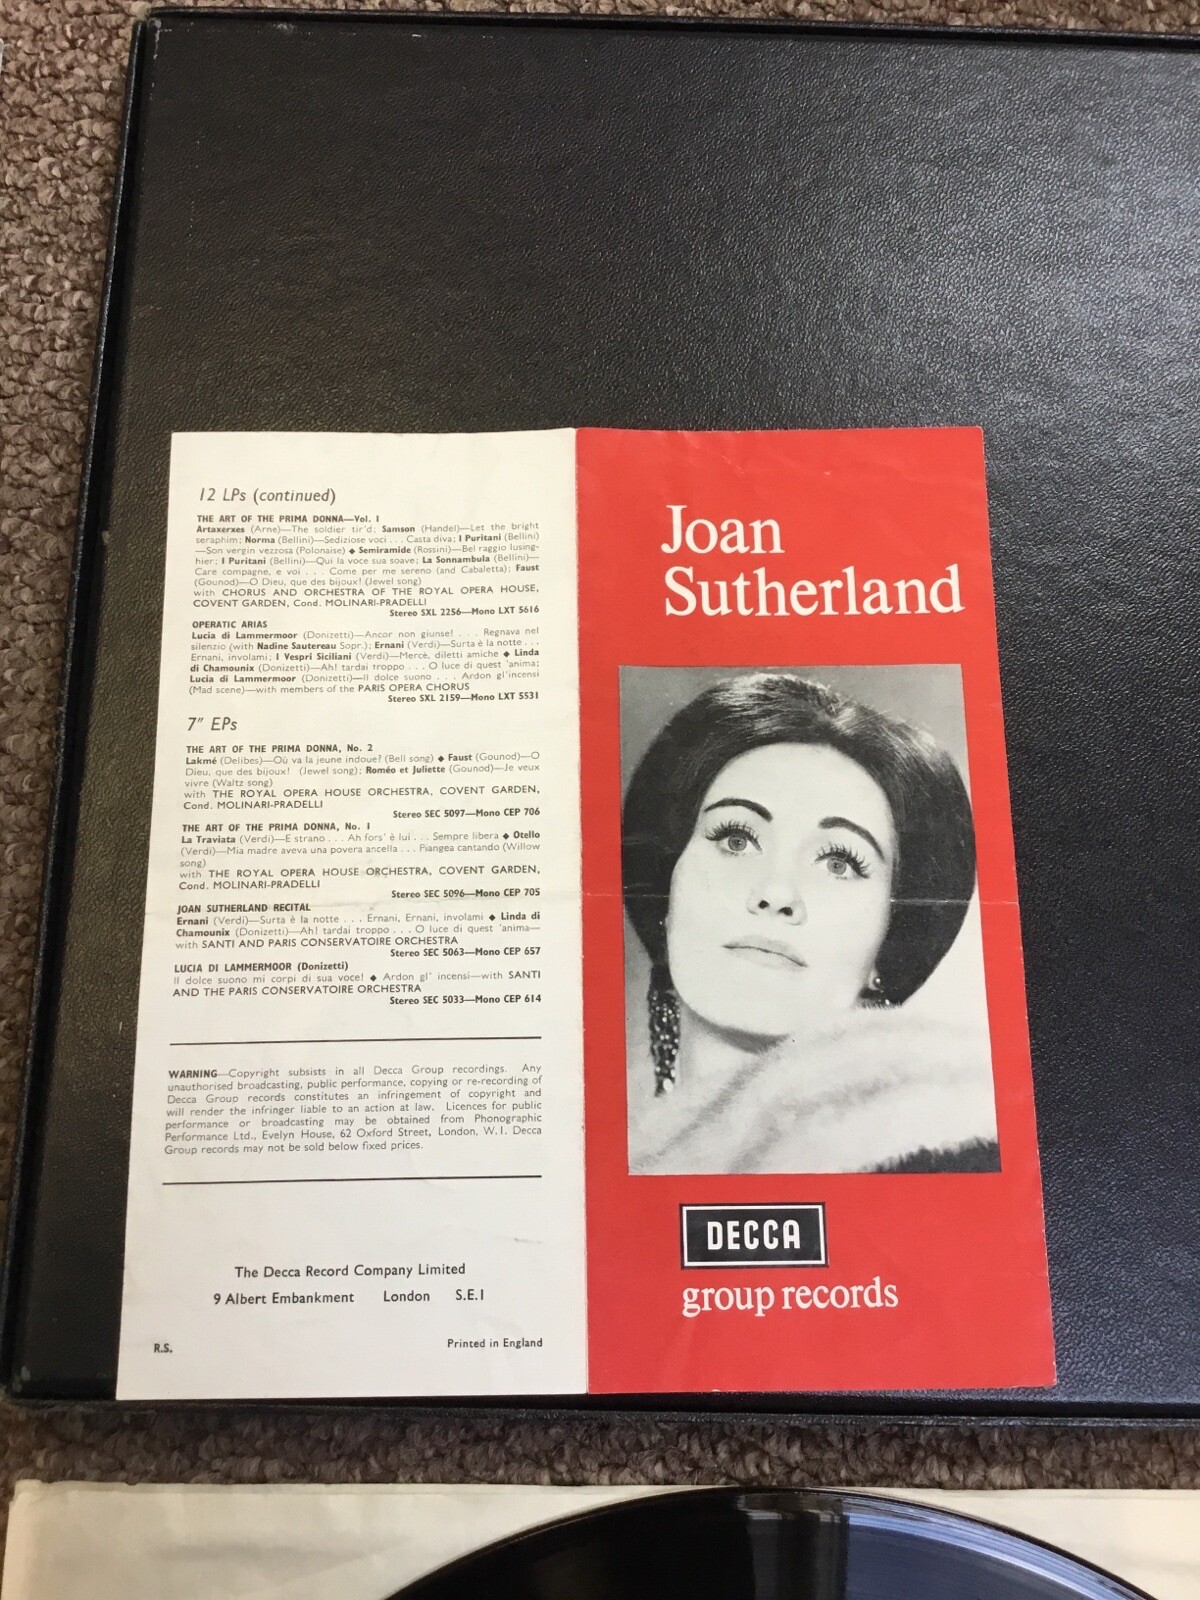 12 LPs (continued)
THE ART OF THE PRIMA DONNA—Vol. 1
Artaxerxes (Arne)—The soldier tir'd; Samson (Handel)—Let the bright
seraphim; Norma (Bellini)—Sediziose voci . . . Casta diva; I Puritani (Bellini)
—Son vergin vezzosa (Polonaise) ◆ Semiramide (Rossini)—Bel raggio lusing-
hier; I Puritani (Bellini)—Qui la voce sua soave; La Sonnambula (Bellini)—
Care compagne, e voi . . . Come per me sereno (and Cabaletta); Faust
(Gounod)—O Dieu, que des bijoux! (Jewel song)
with CHORUS AND ORCHESTRA OF THE ROYAL OPERA HOUSE,
COVENT GARDEN, Cond. MOLINARI-PRADELLI
Stereo SXL 2256—Mono LXT 5616
OPERATIC ARIAS
Lucia di Lammermoor (Donizetti)—Ancor non giunse! . . . Regnava nel
silenzio (with Nadine Sautereau Sopr.); Ernani (Verdi)—Surta è la notte . . .
Ernani, involami; I Vespri Siciliani (Verdi)—Mercè, diletti amiche ◆ Linda
di Chamounix (Donizetti)—Ah! tardai troppo . . . O luce di quest 'anima;
Lucia di Lammermoor (Donizetti)—Il dolce suono . . . Ardon gl'incensi
(Mad scene)—with members of the PARIS OPERA CHORUS
Stereo SXL 2159—Mono LXT 5531
7″ EPs
THE ART OF THE PRIMA DONNA, No. 2
Lakmé (Delibes)—Où va la jeune indoue? (Bell song) ◆ Faust (Gounod)—O
Dieu, que des bijoux! (Jewel song); Roméo et Juliette (Gounod)—Je veux
vivre (Waltz song)
with THE ROYAL OPERA HOUSE ORCHESTRA, COVENT GARDEN,
Cond. MOLINARI-PRADELLI
Stereo SEC 5097—Mono CEP 706
THE ART OF THE PRIMA DONNA, No. 1
La Traviata (Verdi)—E strano . . . Ah fors' è lui . . . Sempre libera ◆ Otello
(Verdi)—Mia madre aveva una povera ancella . . . Piangea cantando (Willow
song)
with THE ROYAL OPERA HOUSE ORCHESTRA, COVENT GARDEN,
Cond. MOLINARI-PRADELLI
Stereo SEC 5096—Mono CEP 705
JOAN SUTHERLAND RECITAL
Ernani (Verdi)—Surta è la notte . . . Ernani, Ernani, involami ◆ Linda di
Chamounix (Donizetti)—Ah! tardai troppo . . . O luce di quest 'anima—
with SANTI AND PARIS CONSERVATOIRE ORCHESTRA
Stereo SEC 5063—Mono CEP 657
LUCIA DI LAMMERMOOR (Donizetti)
Il dolce suono mi corpi di sua voce! ◆ Ardon gl' incensi—with SANTI
AND THE PARIS CONSERVATOIRE ORCHESTRA
Stereo SEC 5033—Mono CEP 614
WARNING—Copyright subsists in all Decca Group recordings. Any
unauthorised broadcasting, public performance, copying or re-recording of
Decca Group records constitutes an infringement of copyright and
will render the infringer liable to an action at law. Licences for public
performance or broadcasting may be obtained from Phonographic
Performance Ltd., Evelyn House, 62 Oxford Street, London, W.1. Decca
Group records may not be sold below fixed prices.
The Decca Record Company Limited
9 Albert Embankment London S.E.1
R.S.
Printed in England
Joan
Sutherland
DECCA
group records